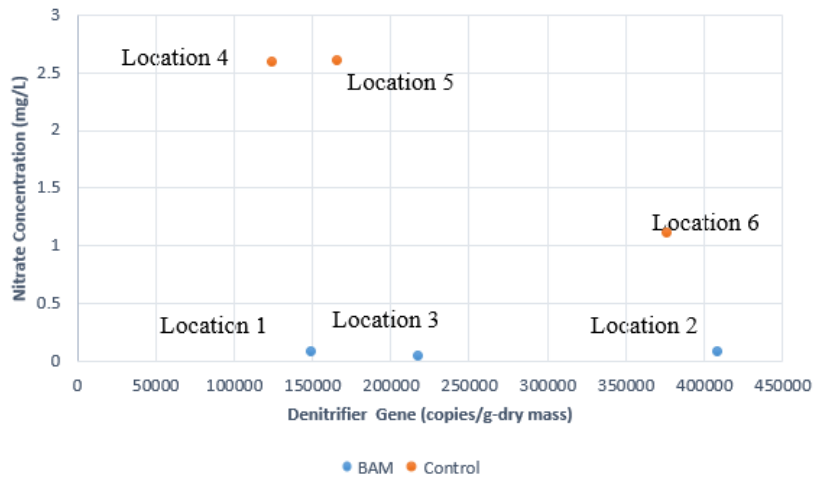 3
Location 4
2.5
Location 5
2
1.5
Location 6
1
0.5
Location 1
Location 3
Location 2
0
0 50000 100000 150000 200000 250000 300000 350000 400000 450000
Nitrate Concentration (mg/L)
Denitrifier Gene (copies/g-dry mass)
BAM Control